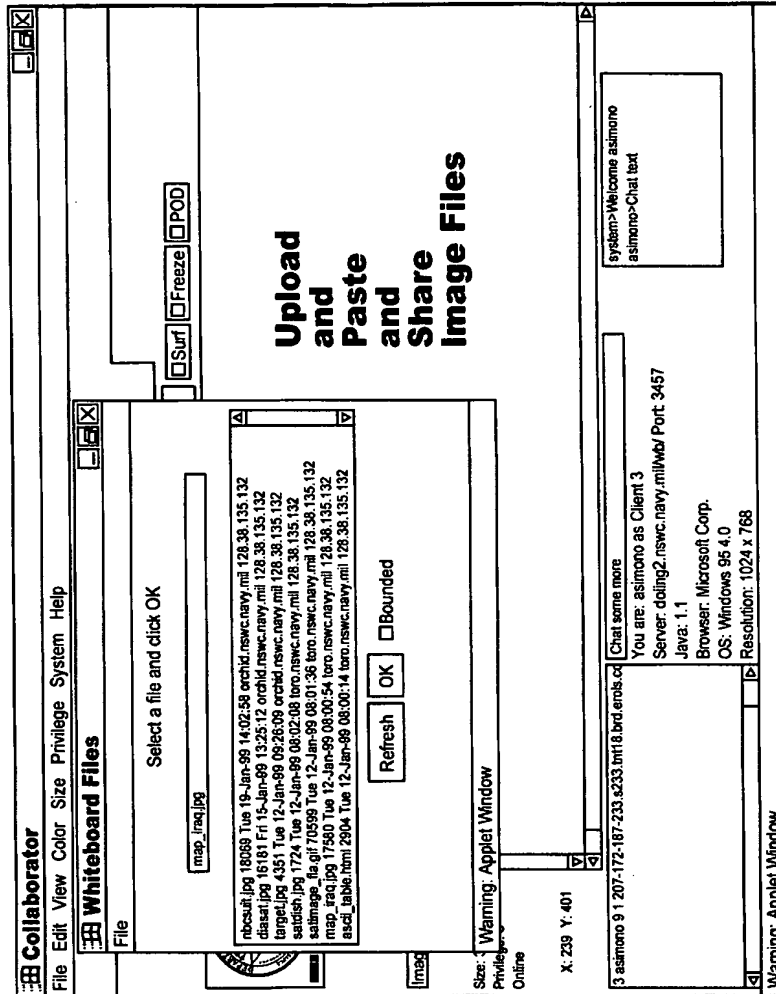 Collaborator
File Edit View Color Size Privilege System Help
Surf Freeze POD
Whiteboard Files
File
Select a file and click OK
map_iraq.jpg
nbcsuit.jpg 18069 Tue 19-Jan-99 14:02:58 orchid.nswc.navy.mil 128.38.135.132
diasat.jpg 16181 Fri 15-Jan-99 13:25:12 orchid.nswc.navy.mil 128.38.135.132
target.jpg 4351 Tue 12-Jan-99 09:26:09 orchid.nswc.navy.mil 128.38.135.132
satdish.jpg 1724 Tue 12-Jan-99 08:02:08 toro.nswc.navy.mil 128.38.135.132
satimage_fla.gif 70599 Tue 12-Jan-99 08:01:36 toro.nswc.navy.mil 128.38.135.132
map_iraq.jpg 17580 Tue 12-Jan-99 08:00:54 toro.nswc.navy.mil 128.38.135.132
ascii_table.html 2904 Tue 12-Jan-99 08:00:14 toro.nswc.navy.mil 128.38.135.132
Refresh OK Bounded
Warning: Applet Window
Upload
and
Paste
and
Share
Image Files
Imag
Size: 3
Privilege:
Online
X: 239 Y: 401
3 asimono 9 1 207-172-187-233.s233.tnt18.brd.erols.co
Chat some more
You are: asimono as Client 3
Server: doling2.nswc.navy.mil/wb/ Port: 3457
Java: 1.1
Browser: Microsoft Corp.
OS: Windows 95 4.0
Resolution: 1024 x 768
system>Welcome asimono
asimono>Chat text
Warning: Applet Window